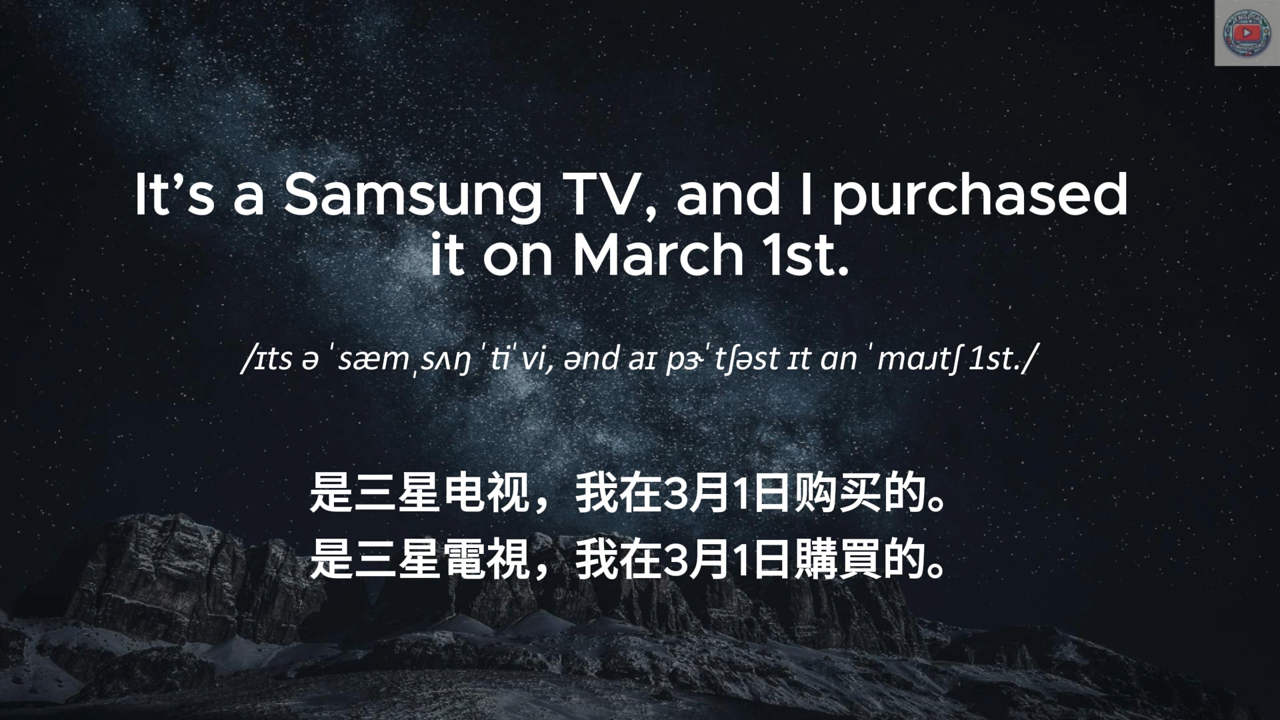 It’s a Samsung TV, and I purchased
it on March 1st.
/ɪts ə ˈsæmˌsʌŋ ˈtiˈvi, ənd aɪ pɝˈtʃəst ɪt ɑn ˈmɑɹtʃ 1st./
是三星电视，我在3月1日购买的。
是三星電視，我在3月1日購買的。